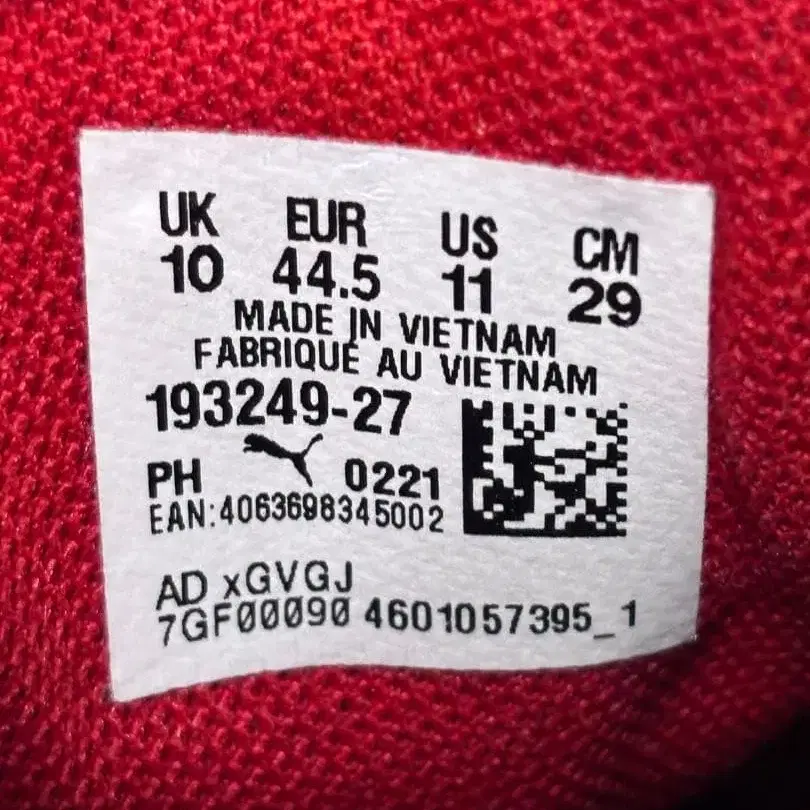 UK EUR US CM
10 44.5 11 29
MADE IN VIETNAM
FABRIQUÉ AU VIETNAM
193249-27
PH 0221
EAN:4063698345002
AD xGVGJ
7GF00090 4601057395_1